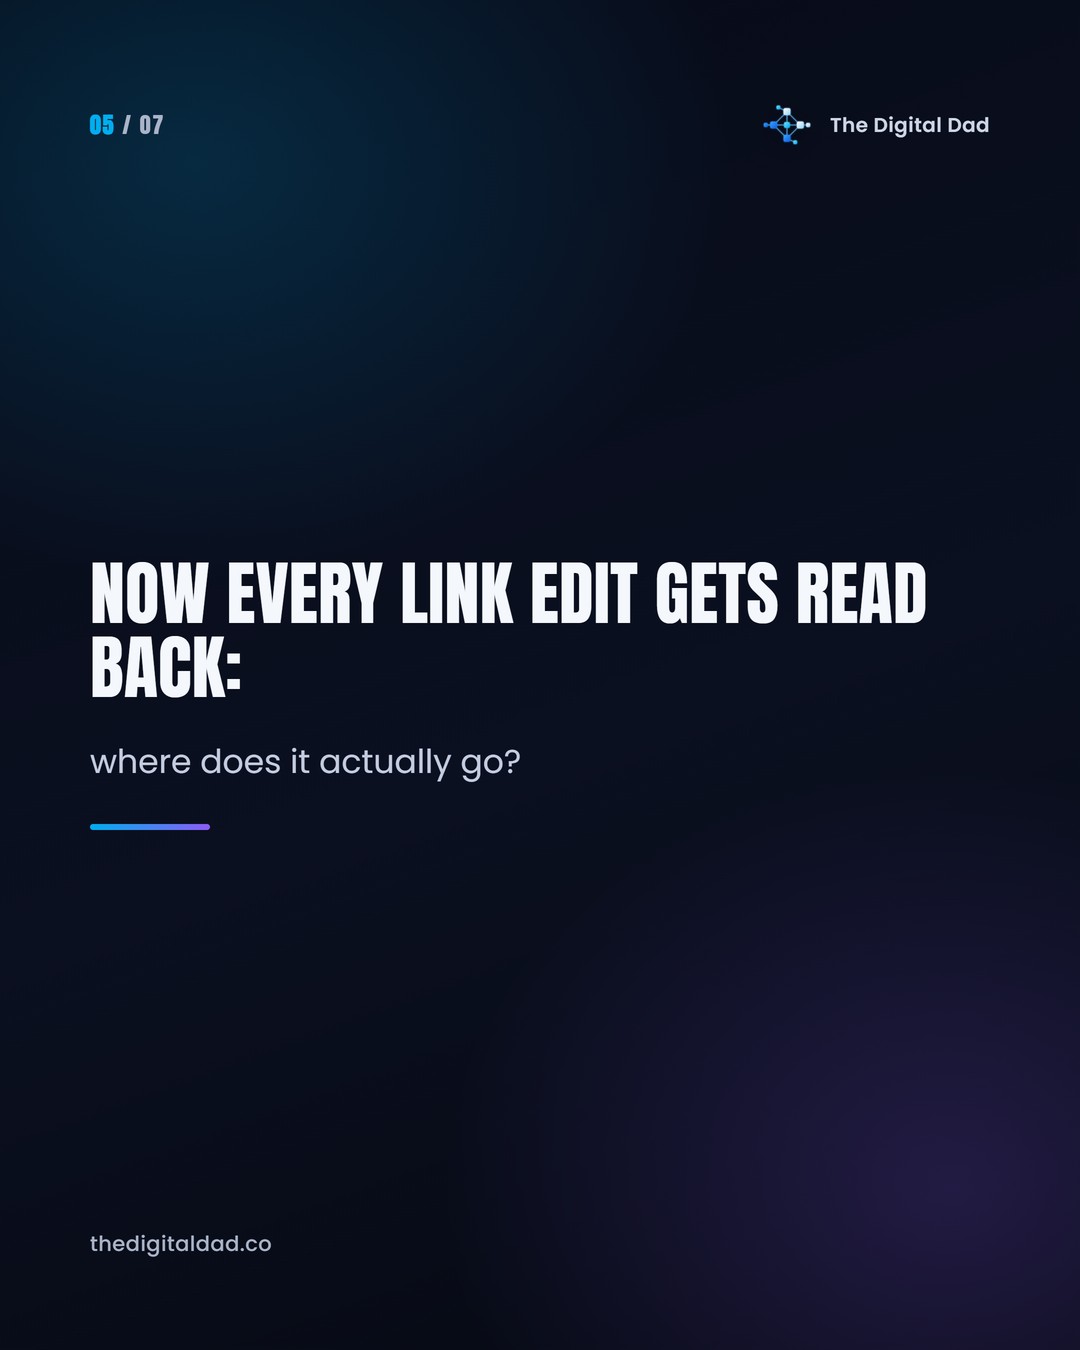 05 / 07
The Digital Dad
NOW EVERY LINK EDIT GETS READ
BACK:
where does it actually go?
thedigitaldad.co